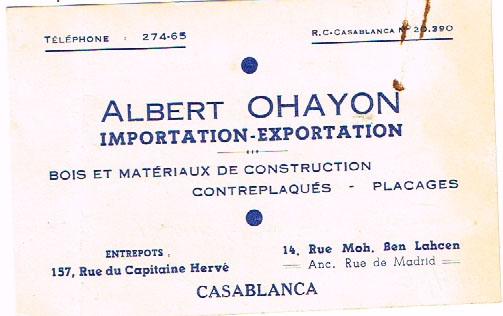 TÉLÉPHONE : 274-65
R.C-CASABLANCA N° 20.390
ALBERT OHAYON
IMPORTATION-EXPORTATION
BOIS ET MATÉRIAUX DE CONSTRUCTION
CONTREPLAQUÉS - PLACAGES
ENTREPOTS :
157, Rue du Capitaine Hervé
14, Rue Moh. Ben Lahcen
— Anc. Rue de Madrid —
CASABLANCA